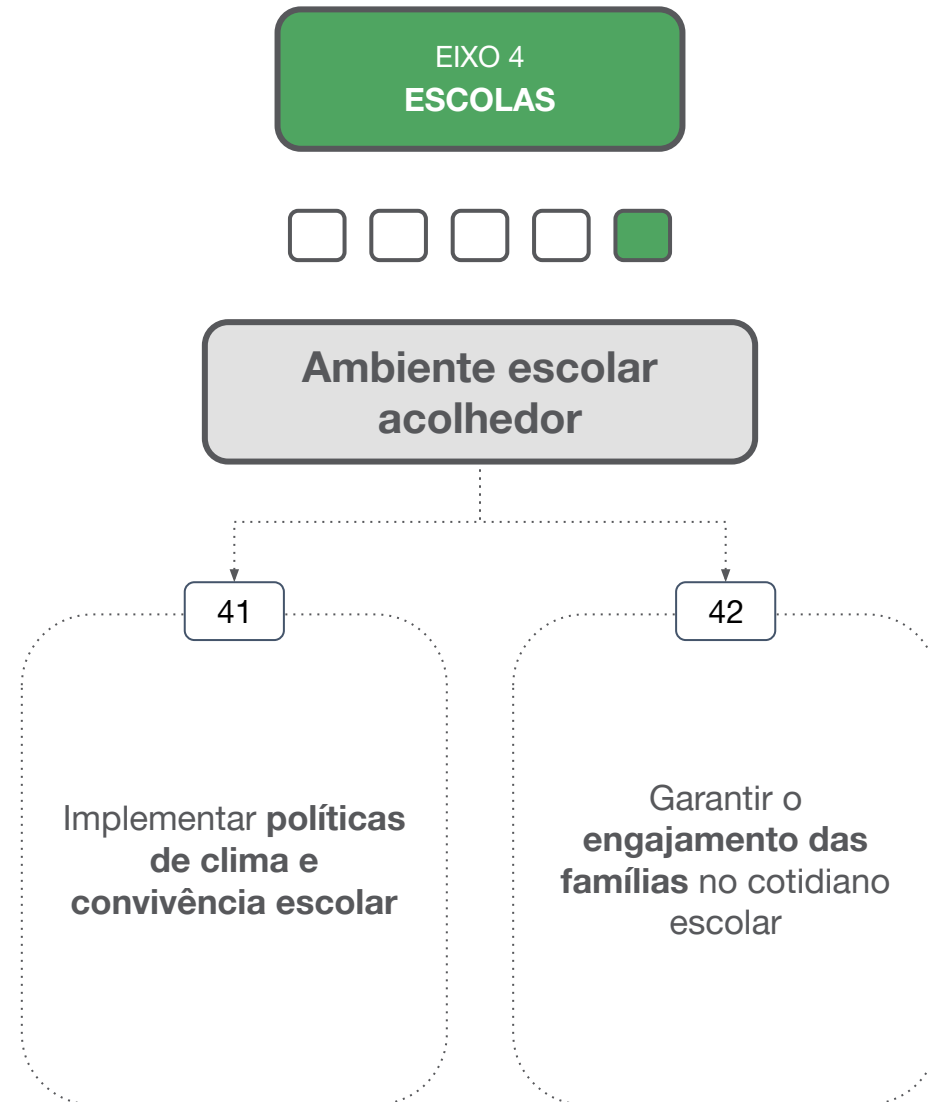 EIXO 4
ESCOLAS
Ambiente escolar
acolhedor
41
Implementar políticas
de clima e
convivência escolar
42
Garantir o
engajamento das
famílias no cotidiano
escolar